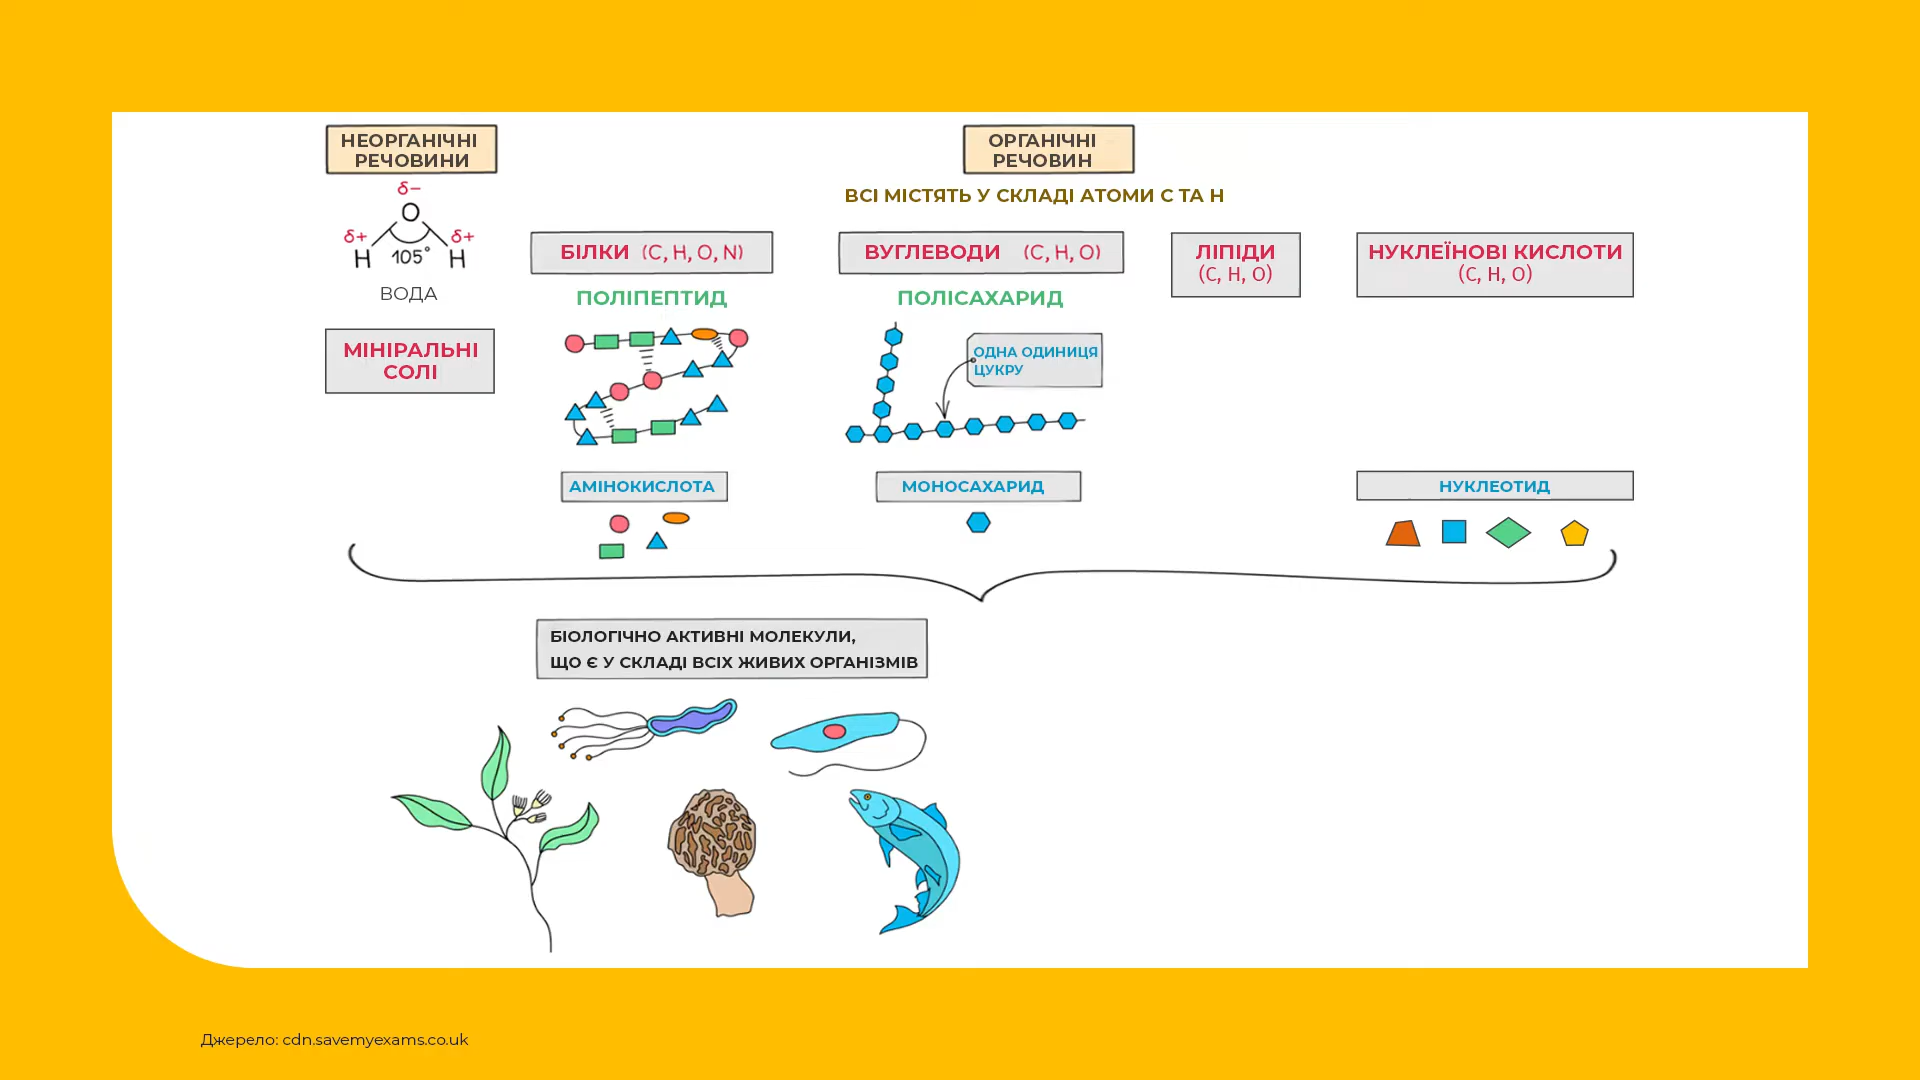 НЕОРГАНІЧНІ
РЕЧОВИНИ
δ−
O
δ+
δ+
H
105°
H
ВОДА
МІНІРАЛЬНІ
СОЛІ
ОРГАНІЧНІ
РЕЧОВИН
ВСІ МІСТЯТЬ У СКЛАДІ АТОМИ С ТА Н
БІЛКИ (C, H, O, N)
ПОЛІПЕПТИД
АМІНОКИСЛОТА
ВУГЛЕВОДИ (C, H, O)
ПОЛІСАХАРИД
ОДНА ОДИНИЦЯ
ЦУКРУ
МОНОСАХАРИД
ЛІПІДИ
(C, H, O)
НУКЛЕЇНОВІ КИСЛОТИ
(C, H, O)
НУКЛЕОТИД
БІОЛОГІЧНО АКТИВНІ МОЛЕКУЛИ,
ЩО Є У СКЛАДІ ВСІХ ЖИВИХ ОРГАНІЗМІВ
Джерело: cdn.savemyexams.co.uk